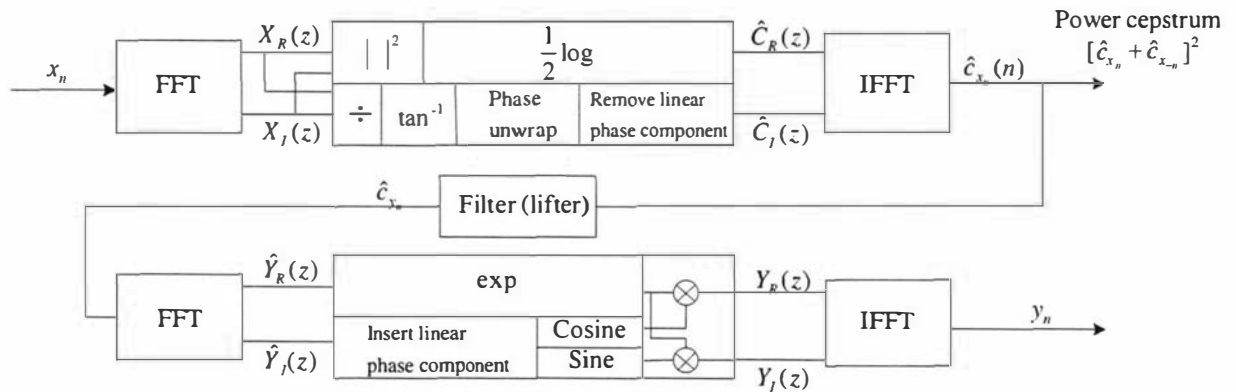 Power cepstrum
[ĉ_{x_n} + ĉ_{x_{-n}}]²
x_n
FFT
X_R(z)
X_I(z)
| |²
1/2 log
÷
tan⁻¹
Phase
unwrap
Remove linear
phase component
Ĉ_R(z)
Ĉ_I(z)
IFFT
ĉ_{x_n}(n)
ĉ_{x_n}
Filter (lifter)
FFT
Ŷ_R(z)
Ŷ_I(z)
exp
Insert linear
phase component
Cosine
Sine
Y_R(z)
Y_I(z)
IFFT
y_n